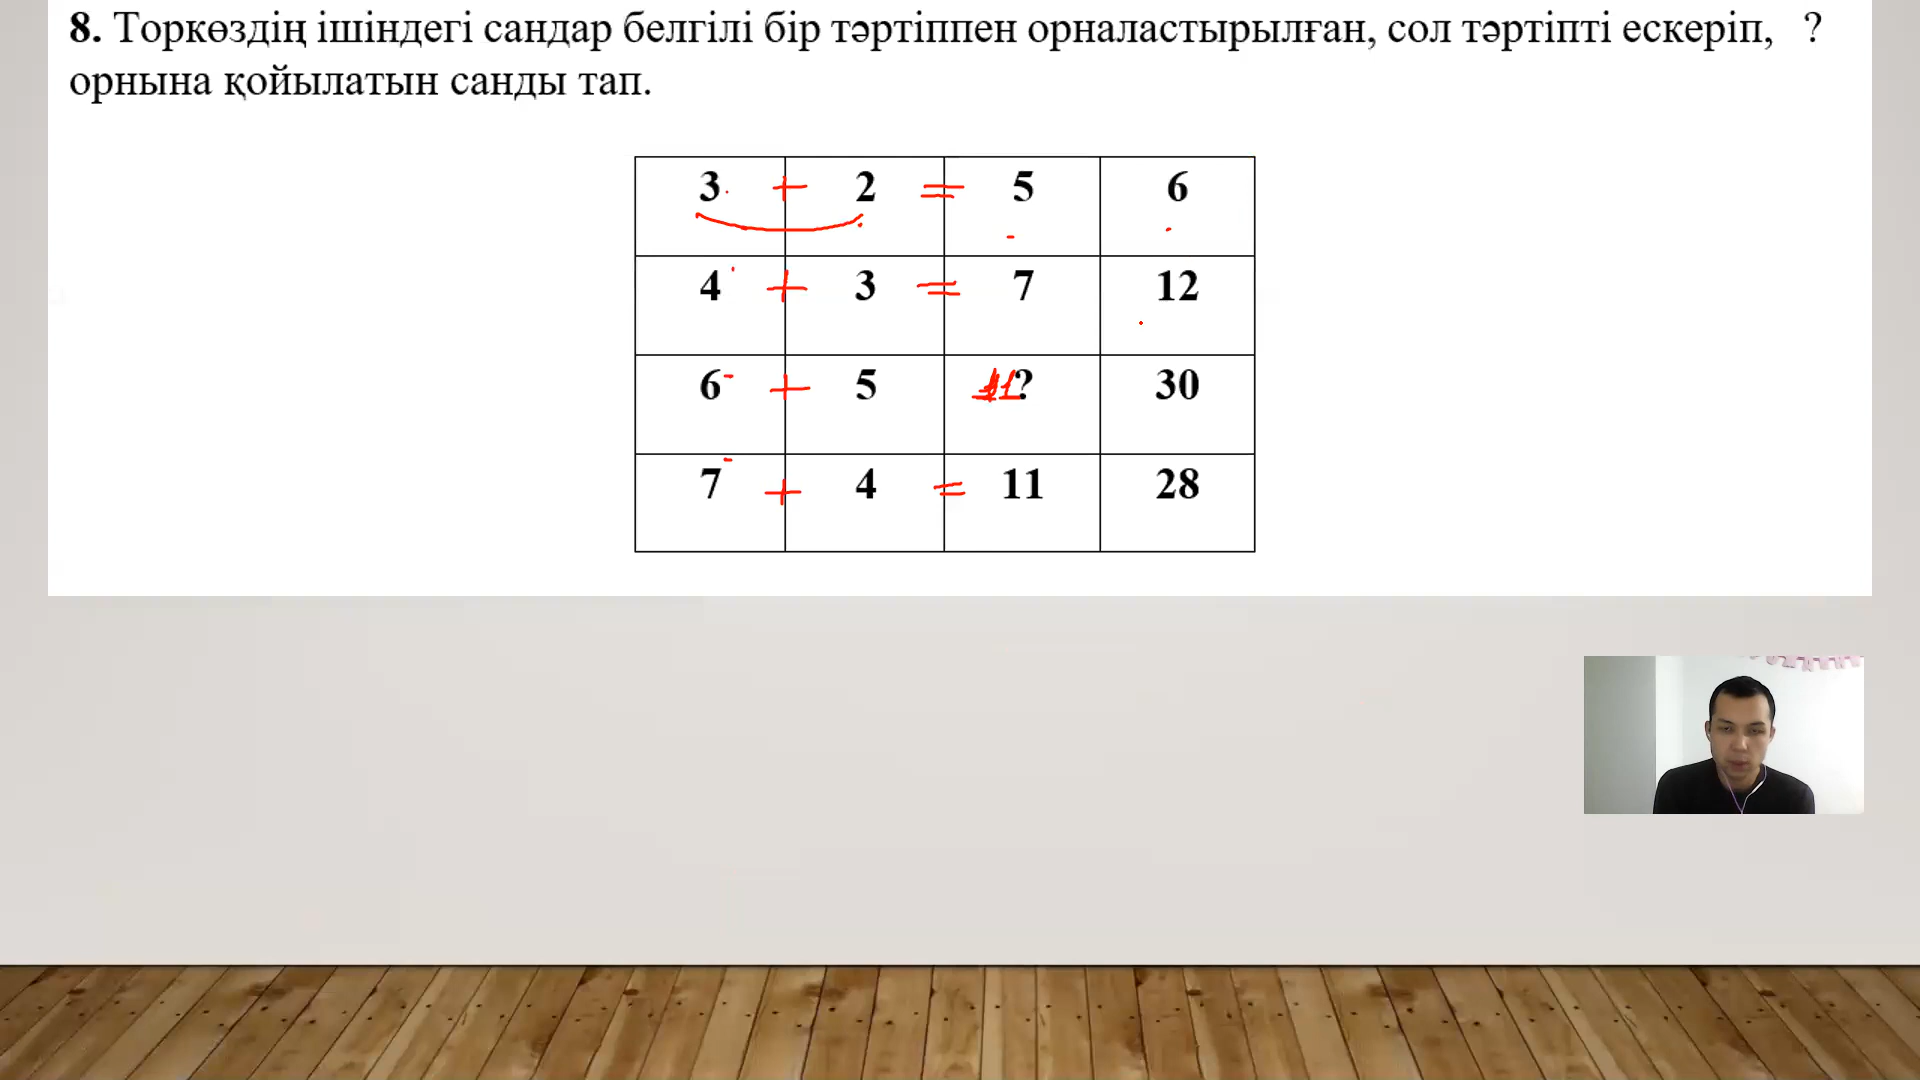 8. Торкөздің ішіндегі сандар белгілі бір тәртіппен орналастырылған, сол тәртіпті ескеріп, ?
орнына қойылатын санды тап.
3 + 2 = 5 6
4 + 3 = 7 12
6 + 5 11? 30
7 + 4 = 11 28